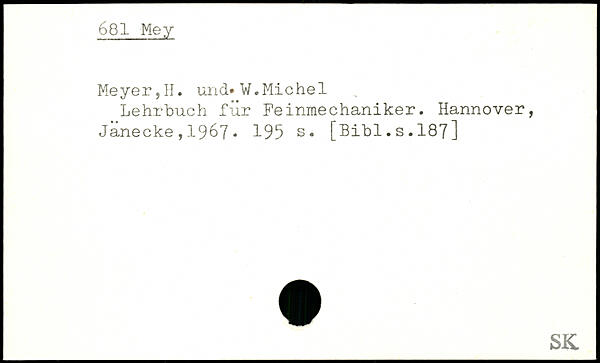 681 Mey
Meyer,H. und W.Michel
Lehrbuch für Feinmechaniker. Hannover,
Jänecke,1967. 195 s. [Bibl.s.187]
SK